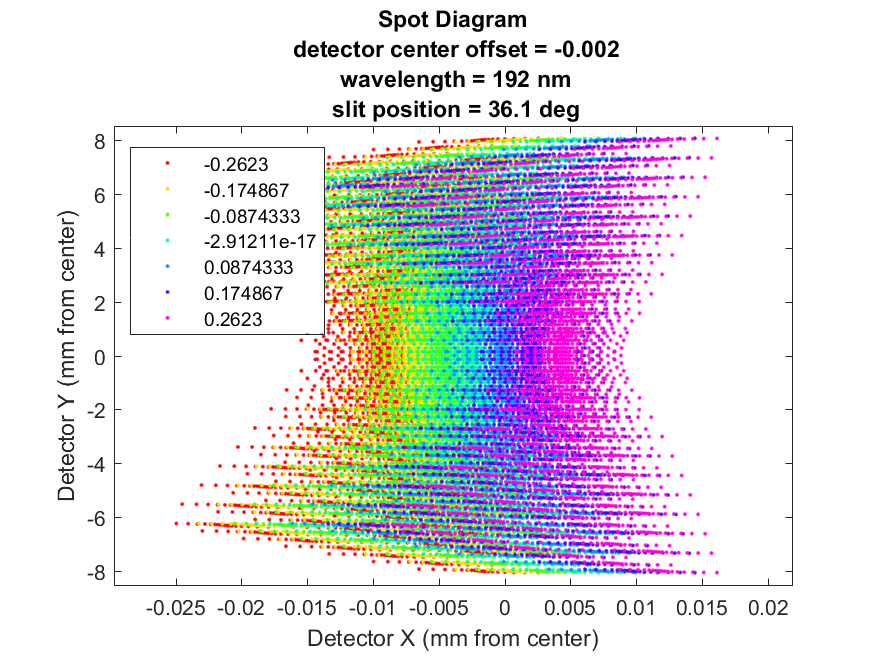 Spot Diagram
detector center offset = -0.002
wavelength = 192 nm
slit position = 36.1 deg
8
6
4
2
0
-2
-4
-6
-8
Detector Y (mm from center)
-0.2623
-0.174867
-0.0874333
-2.91211e-17
0.0874333
0.174867
0.2623
-0.025 -0.02 -0.015 -0.01 -0.005 0 0.005 0.01 0.015 0.02
Detector X (mm from center)